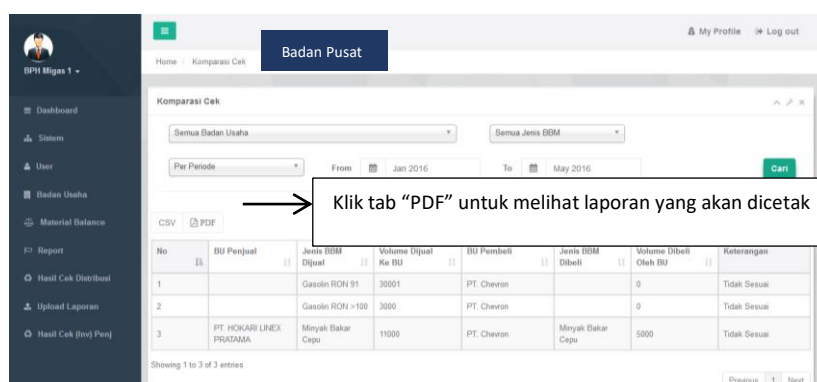 BPH Migas 1
My Profile
Log out
Badan Pusat
Home / Komparasi Cek
Dashboard
Sistem
User
Badan Usaha
Material Balance
Report
Hasil Cek Distribusi
Upload Laporan
Hasil Cek (Inv) Penj
Komparasi Cek
Semua Badan Usaha
Semua Jenis BBM
Per Periode
From
Jan 2016
To
May 2016
Cari
Klik tab “PDF” untuk melihat laporan yang akan dicetak
CSV PDF
No BU Penjual Jenis BBM Dijual Volume Dijual Ke BU BU Pembeli Jenis BBM Dibeli Volume Dibeli Oleh BU Keterangan
1 Gasolin RON 91 30001 PT. Chevron 0 Tidak Sesuai
2 Gasolin RON >100 3000 PT. Chevron 0 Tidak Sesuai
3 PT. HOKARI LINEX PRATAMA Minyak Bakar Cepu 11000 PT. Chevron Minyak Bakar Cepu 5000 Tidak Sesuai
Showing 1 to 3 of 3 entries
Previous 1 Next